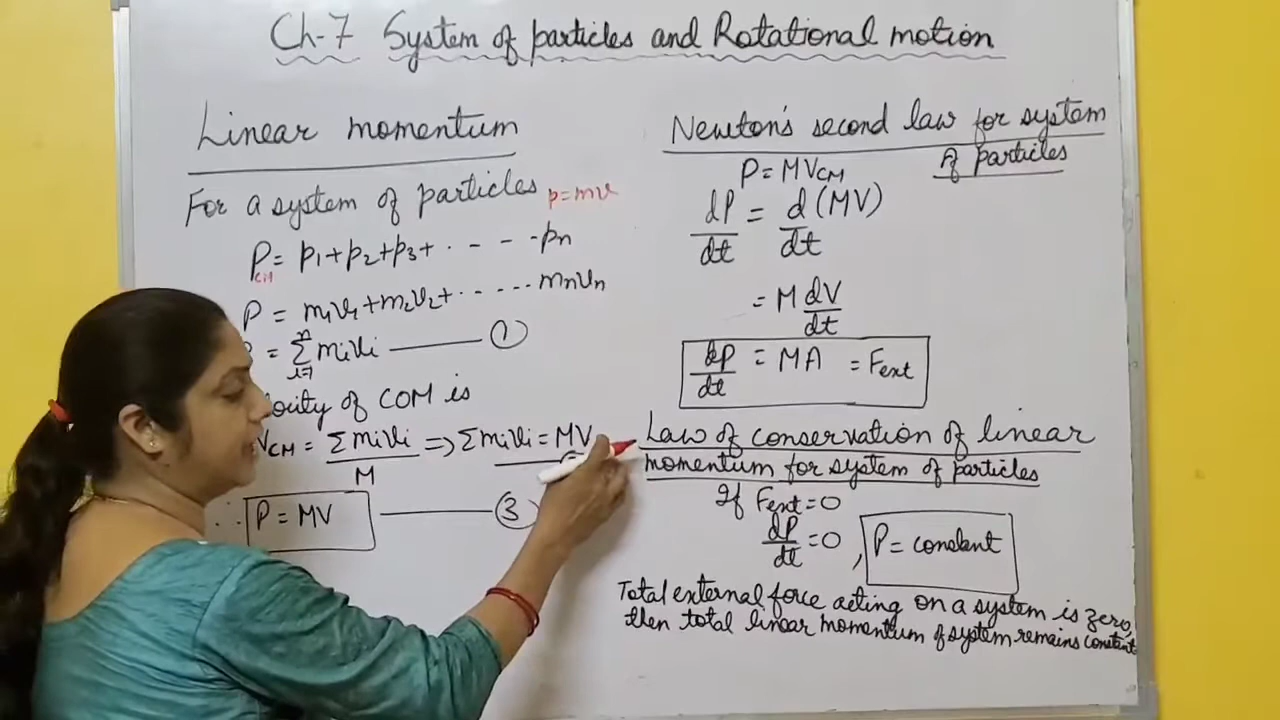 Ch-7 System of particles and Rotational motion
Linear momentum
For a system of particles p=mv
P = p1+p2+p3+ ------ pn
CM
P = m1v1+m2v2+ ------ mnvn
= Σ mivi ——— ①
n
i=1
ocity of COM is
VCM = Σmivi ⇒ Σmivi = MV
M
∴ P = MV ——— ③
Newton's second law for system
of particles
P = MVCM
dP/dt = d/dt (MV)
= M dV/dt
dP/dt = MA = Fext
Law of conservation of linear
momentum for system of particles
If Fext = 0
dP/dt = 0, P = constant
Total external force acting on a system is zero,
then total linear momentum of system remains constant